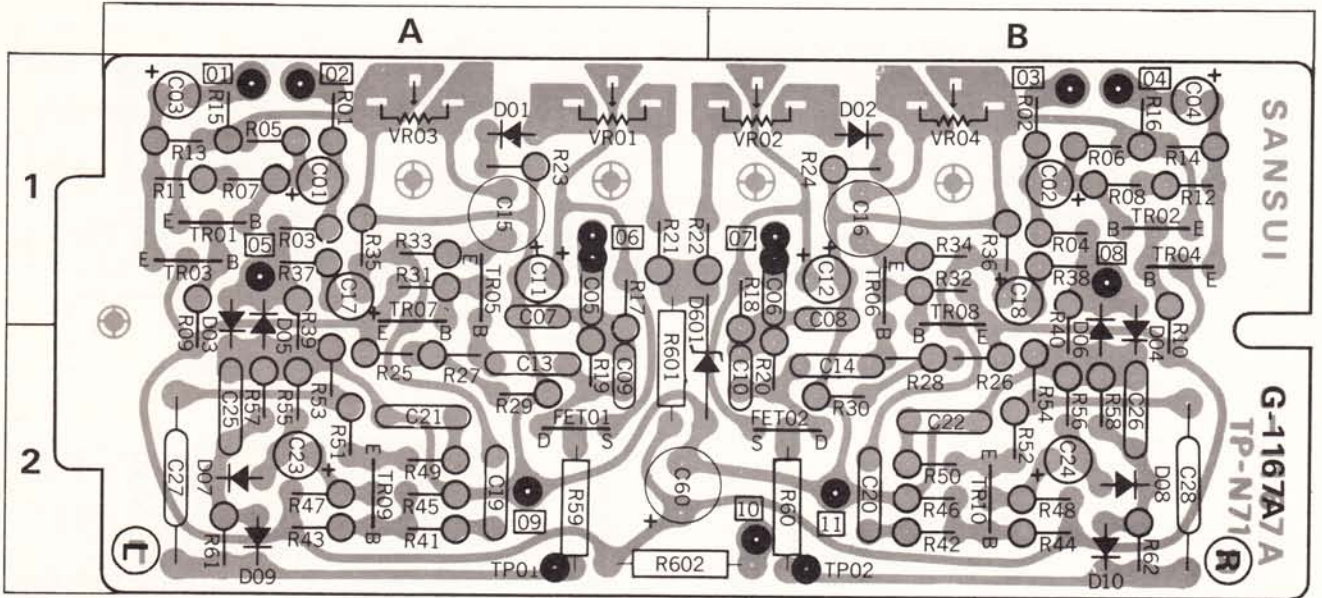 A B
1
2
01 02 03 04
C03 R15 R01 VR03 D01 VR01 VR02 D02 VR04 R02 R16 C04
R13 R05 R23 R24 R06 R14
R11 R07 C01 C15 C16 C02 R08 R12
E TR01 B R03 R35 R33 06 R21 R22 07 R34 R36 R04 B TR02 E
05 08
E TR03 B R37 C17 R31 E TR05 B C11 C05 R17 R18 C06 C12 E TR06 B R32 C18 R38 B TR04 E
R09 D03 D05 R39 E TR07 B C07 D601 C08 B TR08 E R40 D06 D04 R10
R25 R27 C13 R19 C09 R601 C10 R20 C14 R28 R26
C25 R57 R55 R53 R29 R30 R54 R56 R58 C26
R51 C21 D FET01 S S FET02 D C22 R52
C27 D07 C23 E TR09 B R49 C19 R59 C60 R60 C20 R50 E TR10 B C24 D08 C28
R47 R45 R46 R48
R43 R41 09 10 11 R42 R44
L R61 D09 TP01 R602 TP02 D10 R62 R
SANSUI
G-1167A7A
TP-N71